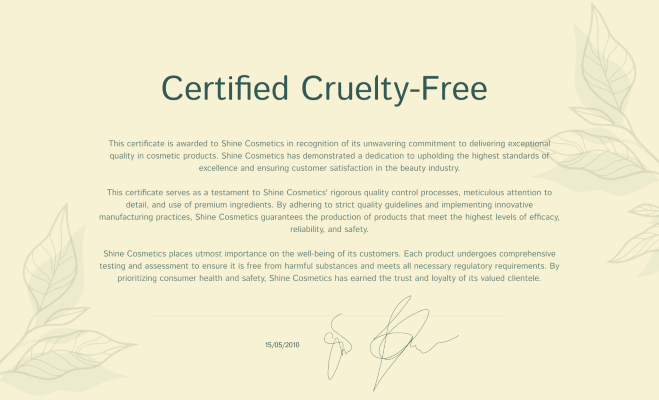 Certified Cruelty-Free
This certificate is awarded to Shine Cosmetics in recognition of its unwavering commitment to delivering exceptional
quality in cosmetic products. Shine Cosmetics has demonstrated a dedication to upholding the highest standards of
excellence and ensuring customer satisfaction in the beauty industry.
This certificate serves as a testament to Shine Cosmetics' rigorous quality control processes, meticulous attention to
detail, and use of premium ingredients. By adhering to strict quality guidelines and implementing innovative
manufacturing practices, Shine Cosmetics guarantees the production of products that meet the highest levels of efficacy,
reliability, and safety.
Shine Cosmetics places utmost importance on the well-being of its customers. Each product undergoes comprehensive
testing and assessment to ensure it is free from harmful substances and meets all necessary regulatory requirements. By
prioritizing consumer health and safety, Shine Cosmetics has earned the trust and loyalty of its valued clientele.
15/05/2010